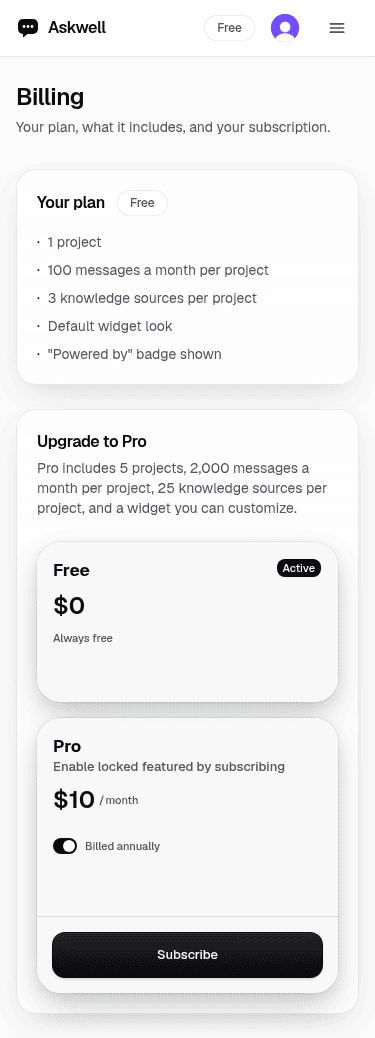 Askwell
Free
Billing
Your plan, what it includes, and your subscription.
Your plan
Free
· 1 project
· 100 messages a month per project
· 3 knowledge sources per project
· Default widget look
· "Powered by" badge shown
Upgrade to Pro
Pro includes 5 projects, 2,000 messages a
month per project, 25 knowledge sources per
project, and a widget you can customize.
Free
Active
$0
Always free
Pro
Enable locked featured by subscribing
$10 /month
Billed annually
Subscribe